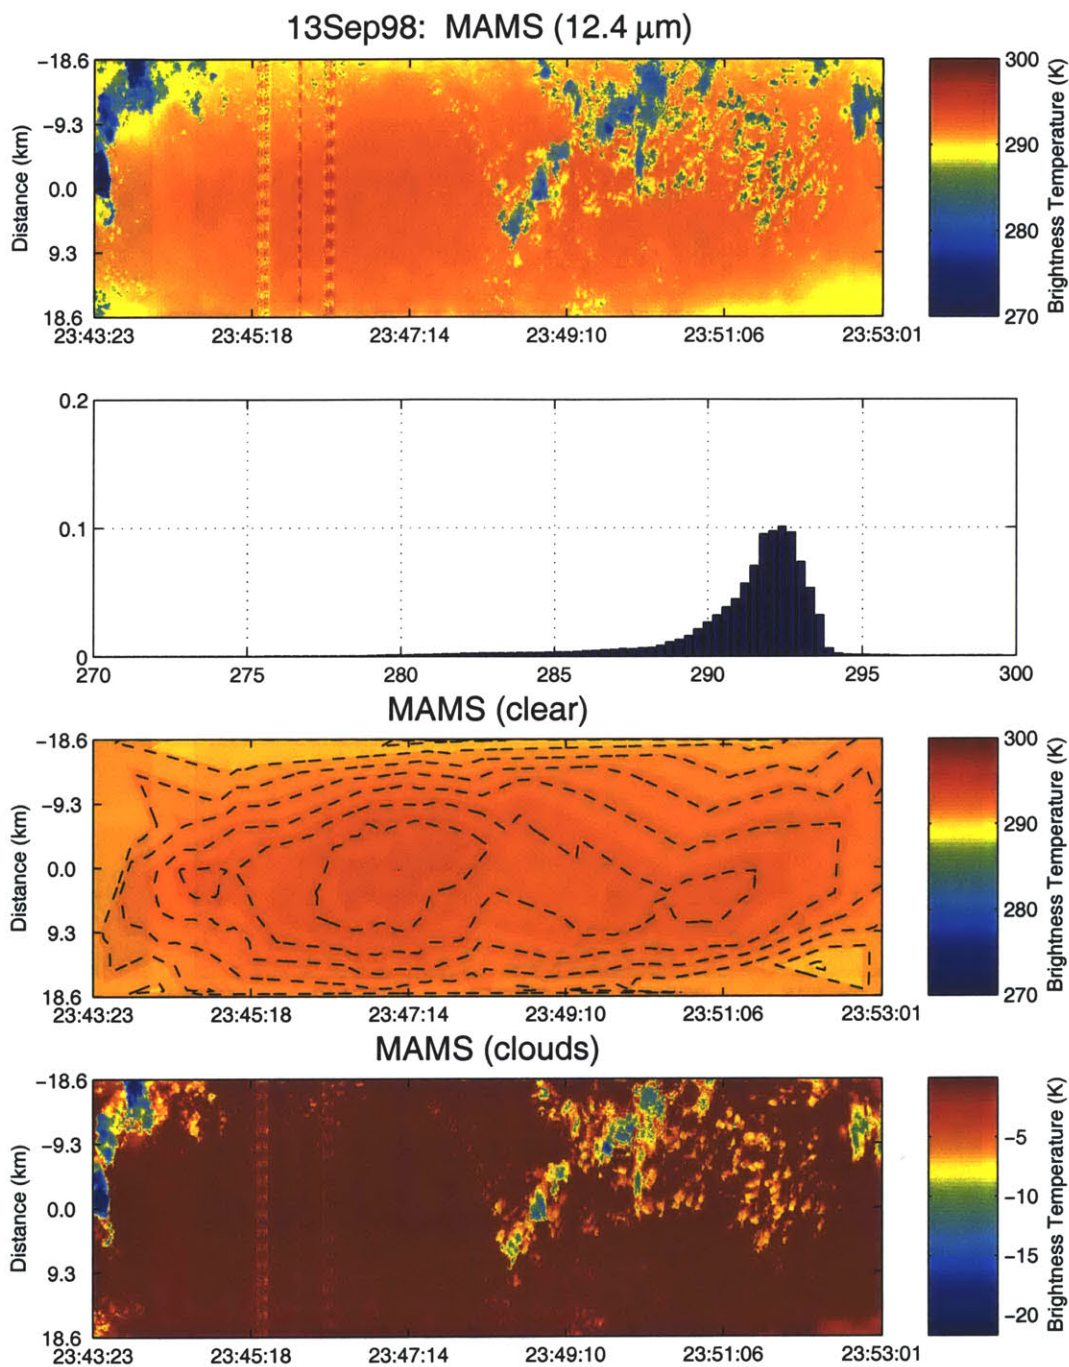 13Sep98: MAMS (12.4 μm)
−18.6
−9.3
0.0
9.3
18.6
Distance (km)
23:43:23 23:45:18 23:47:14 23:49:10 23:51:06 23:53:01
300
290
280
270
Brightness Temperature (K)
0.2
0.1
0
270 275 280 285 290 295 300
MAMS (clear)
−18.6
−9.3
0.0
9.3
18.6
Distance (km)
23:43:23 23:45:18 23:47:14 23:49:10 23:51:06 23:53:01
300
290
280
270
Brightness Temperature (K)
MAMS (clouds)
−18.6
−9.3
0.0
9.3
18.6
Distance (km)
23:43:23 23:45:18 23:47:14 23:49:10 23:51:06 23:53:01
−5
−10
−15
−20
Brightness Temperature (K)